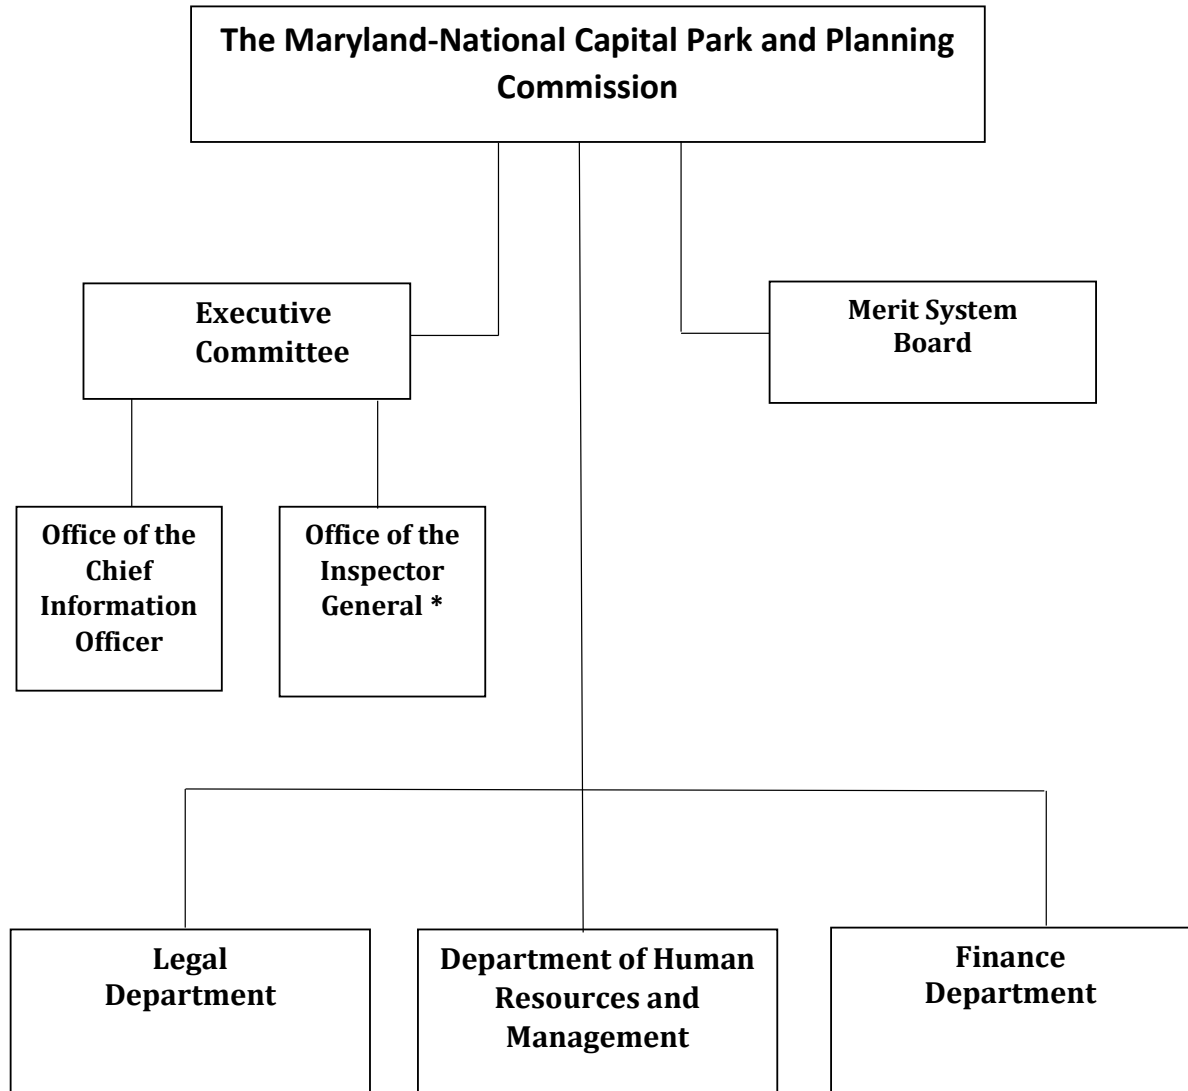 The Maryland-National Capital Park and Planning
Commission
Executive
Committee
Merit System
Board
Office of the
Chief
Information
Officer
Office of the
Inspector
General *
Legal
Department
Department of Human
Resources and
Management
Finance
Department